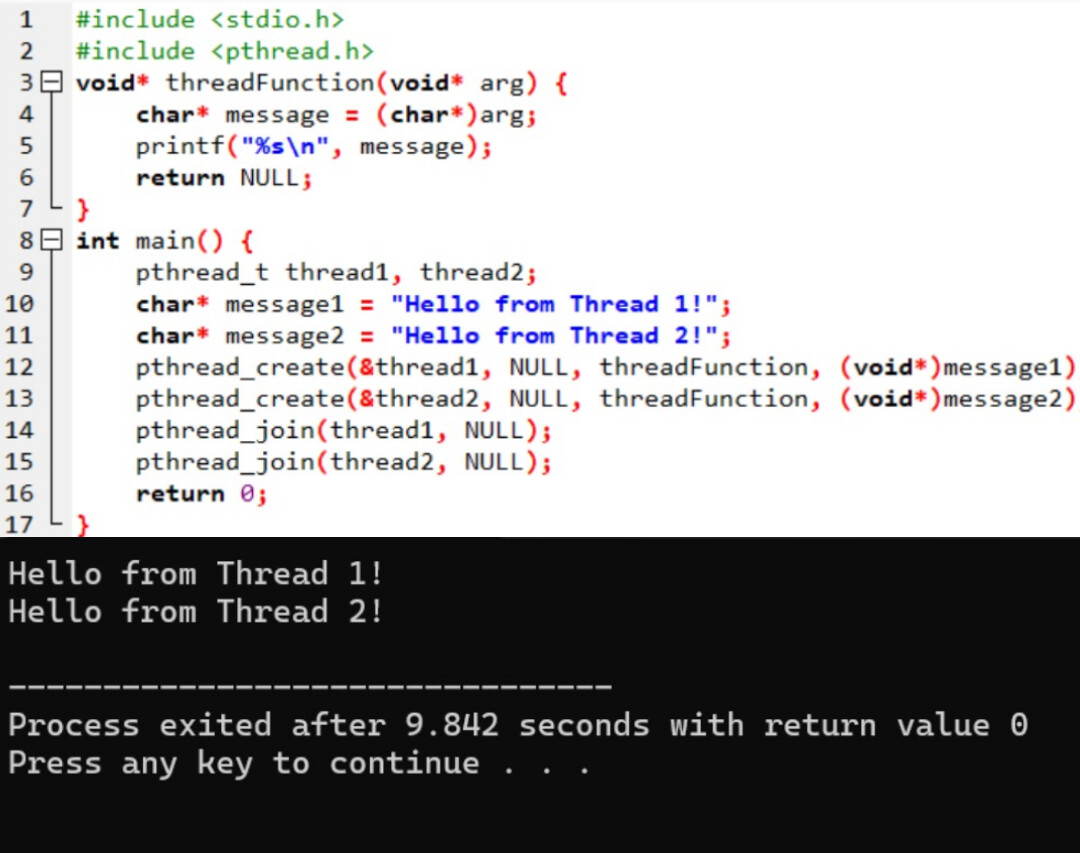 1 #include <stdio.h>
2 #include <pthread.h>
3 void* threadFunction(void* arg) {
4 char* message = (char*)arg;
5 printf("%s\n", message);
6 return NULL;
7 }
8 int main() {
9 pthread_t thread1, thread2;
10 char* message1 = "Hello from Thread 1!";
11 char* message2 = "Hello from Thread 2!";
12 pthread_create(&thread1, NULL, threadFunction, (void*)message1)
13 pthread_create(&thread2, NULL, threadFunction, (void*)message2)
14 pthread_join(thread1, NULL);
15 pthread_join(thread2, NULL);
16 return 0;
17 }
Hello from Thread 1!
Hello from Thread 2!
--------------------------------
Process exited after 9.842 seconds with return value 0
Press any key to continue . . .